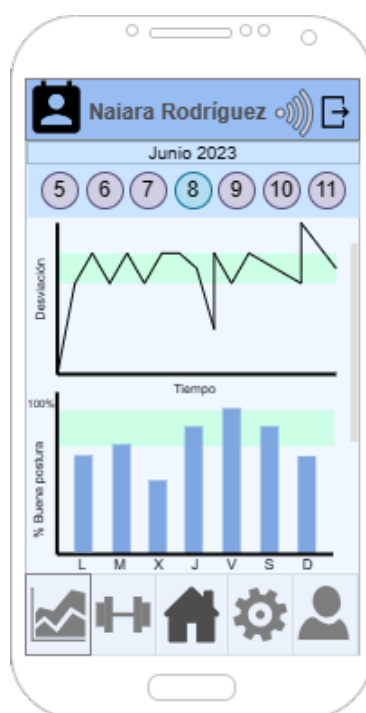 Naiara Rodríguez
Junio 2023
5 6 7 8 9 10 11
Desviación
Tiempo
100%
% Buena postura
L M X J V S D